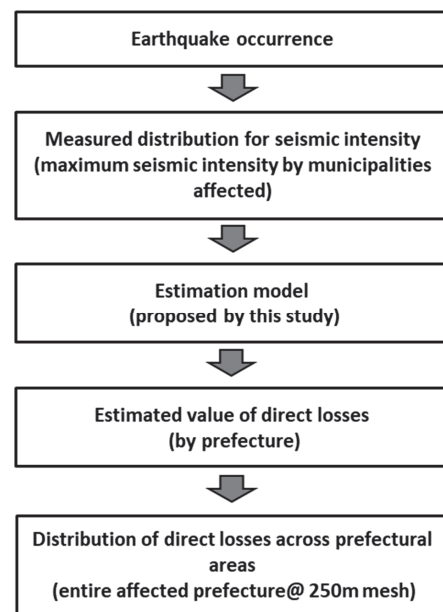 Earthquake occurrence
Measured distribution for seismic intensity
(maximum seismic intensity by municipalities
affected)
Estimation model
(proposed by this study)
Estimated value of direct losses
(by prefecture)
Distribution of direct losses across prefectural
areas
(entire affected prefecture@ 250m mesh)